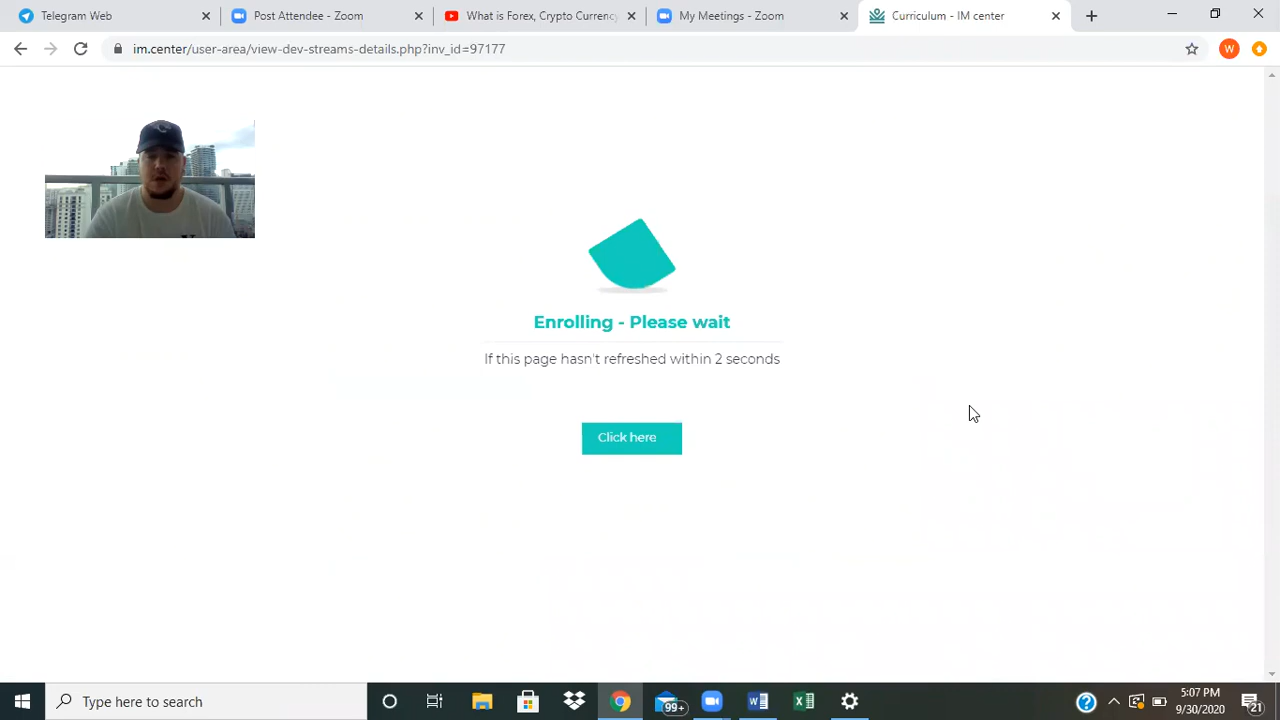 Telegram Web
Post Attendee - Zoom
What is Forex, Crypto Currency
My Meetings - Zoom
Curriculum - IM center
im.center/user-area/view-dev-streams-details.php?inv_id=97177
W
Enrolling - Please wait
If this page hasn't refreshed within 2 seconds
Click here
Type here to search
99+
5:07 PM
9/30/2020
21